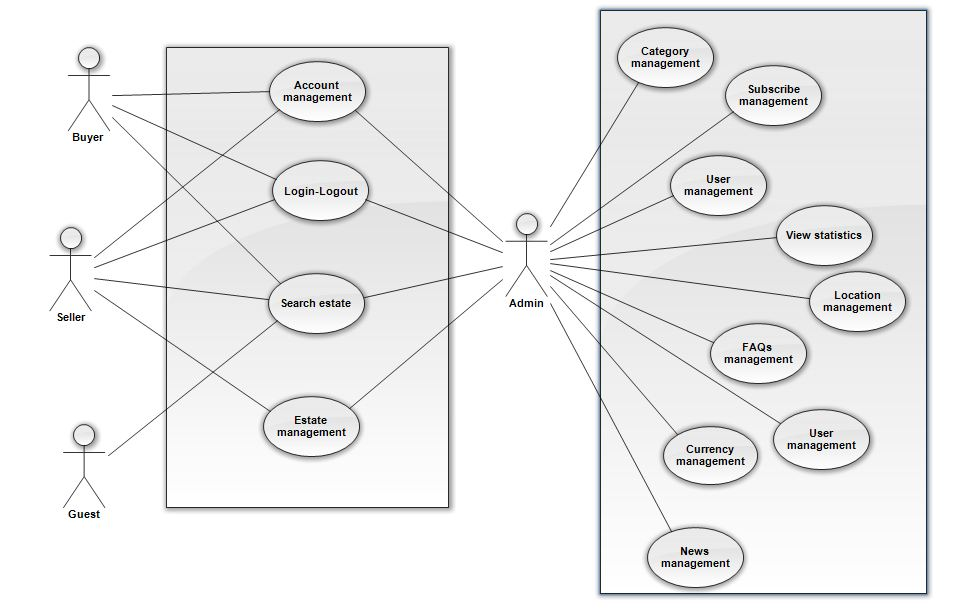 Buyer
Seller
Guest
Account
management
Login-Logout
Search estate
Estate
management
Admin
Category
management
Subscribe
management
User
management
View statistics
Location
management
FAQs
management
User
management
Currency
management
News
management